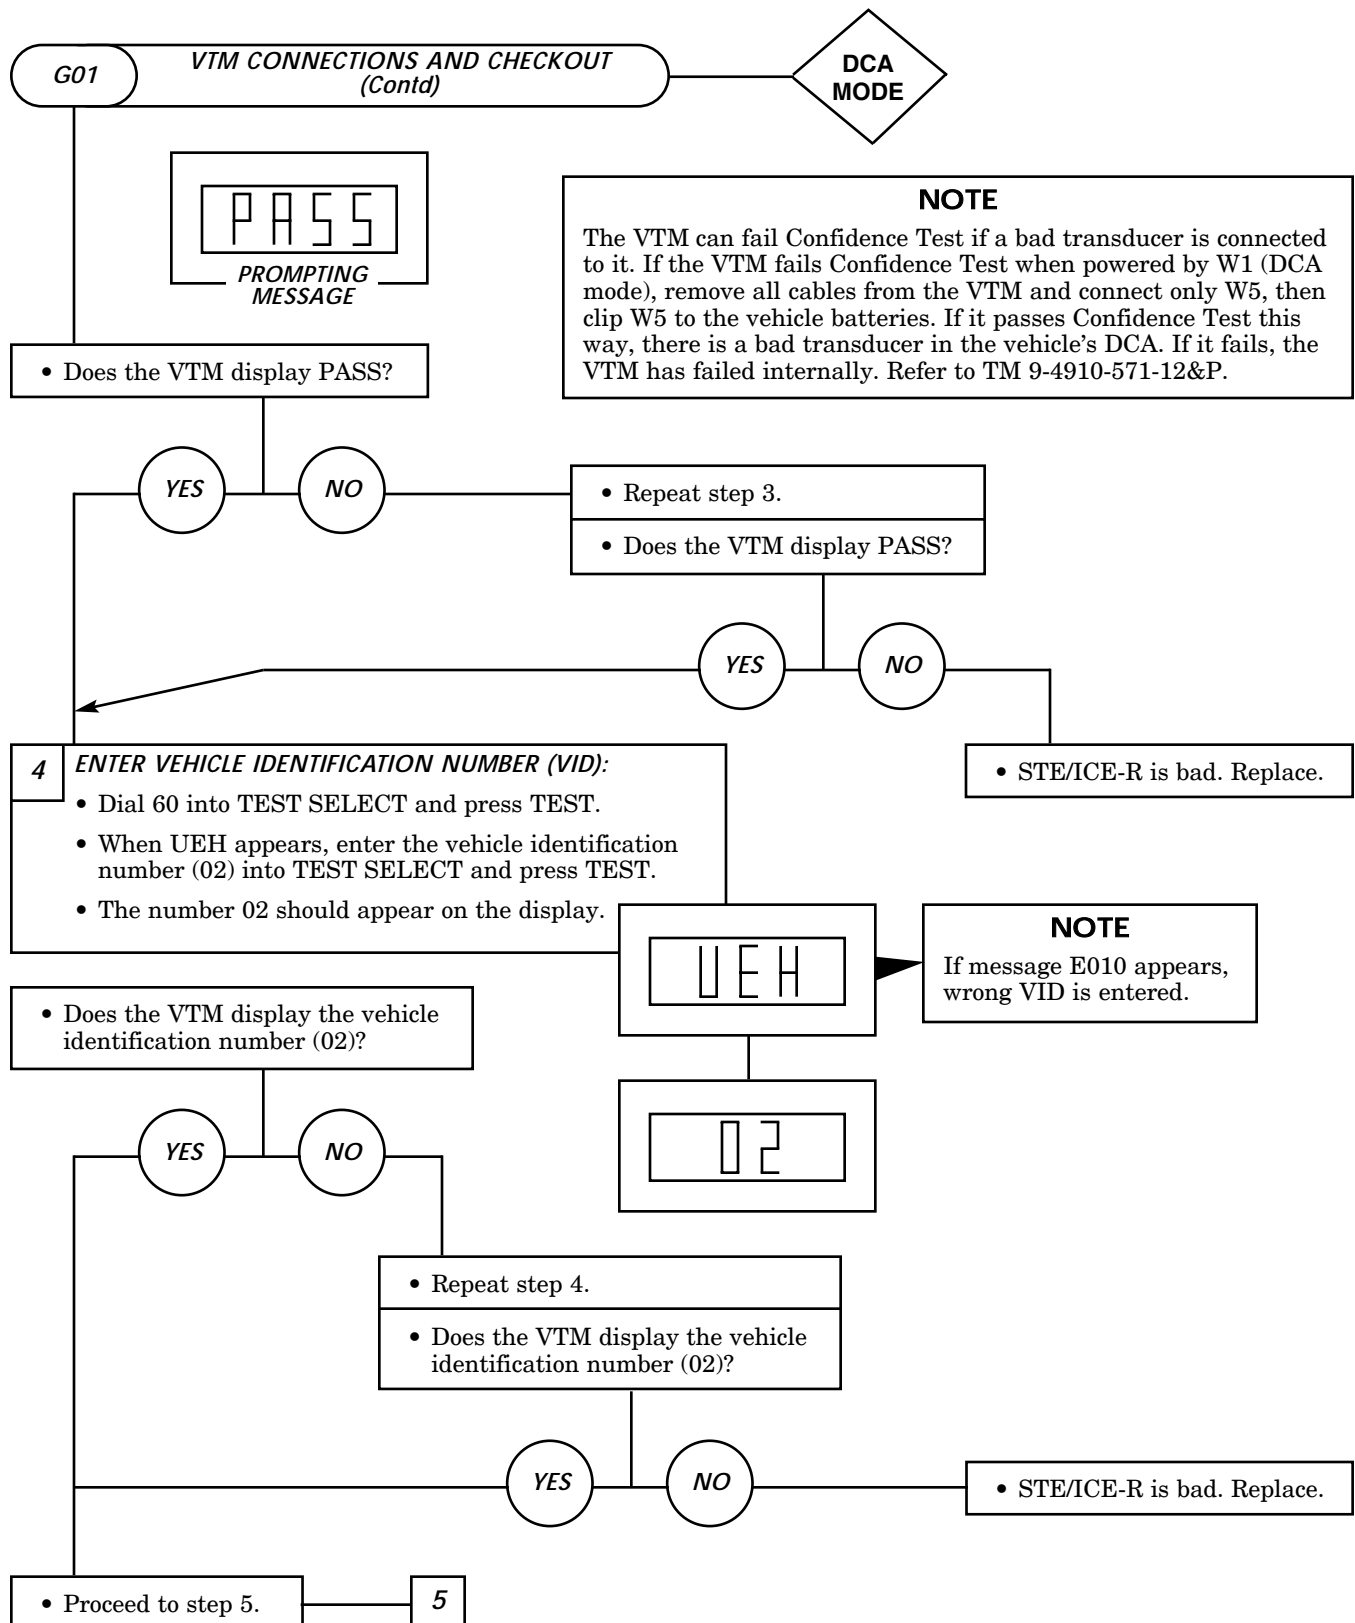 G01
VTM CONNECTIONS AND CHECKOUT
(Contd)
DCA
MODE
PASS
PROMPTING
MESSAGE
NOTE
The VTM can fail Confidence Test if a bad transducer is connected
to it. If the VTM fails Confidence Test when powered by W1 (DCA
mode), remove all cables from the VTM and connect only W5, then
clip W5 to the vehicle batteries. If it passes Confidence Test this
way, there is a bad transducer in the vehicle's DCA. If it fails, the
VTM has failed internally. Refer to TM 9-4910-571-12&P.
• Does the VTM display PASS?
YES
NO
• Repeat step 3.
• Does the VTM display PASS?
YES
NO
• STE/ICE-R is bad. Replace.
4
ENTER VEHICLE IDENTIFICATION NUMBER (VID):
• Dial 60 into TEST SELECT and press TEST.
• When UEH appears, enter the vehicle identification
number (02) into TEST SELECT and press TEST.
• The number 02 should appear on the display.
UEH
NOTE
If message E010 appears,
wrong VID is entered.
02
• Does the VTM display the vehicle
identification number (02)?
YES
NO
• Repeat step 4.
• Does the VTM display the vehicle
identification number (02)?
YES
NO
• STE/ICE-R is bad. Replace.
• Proceed to step 5.
5